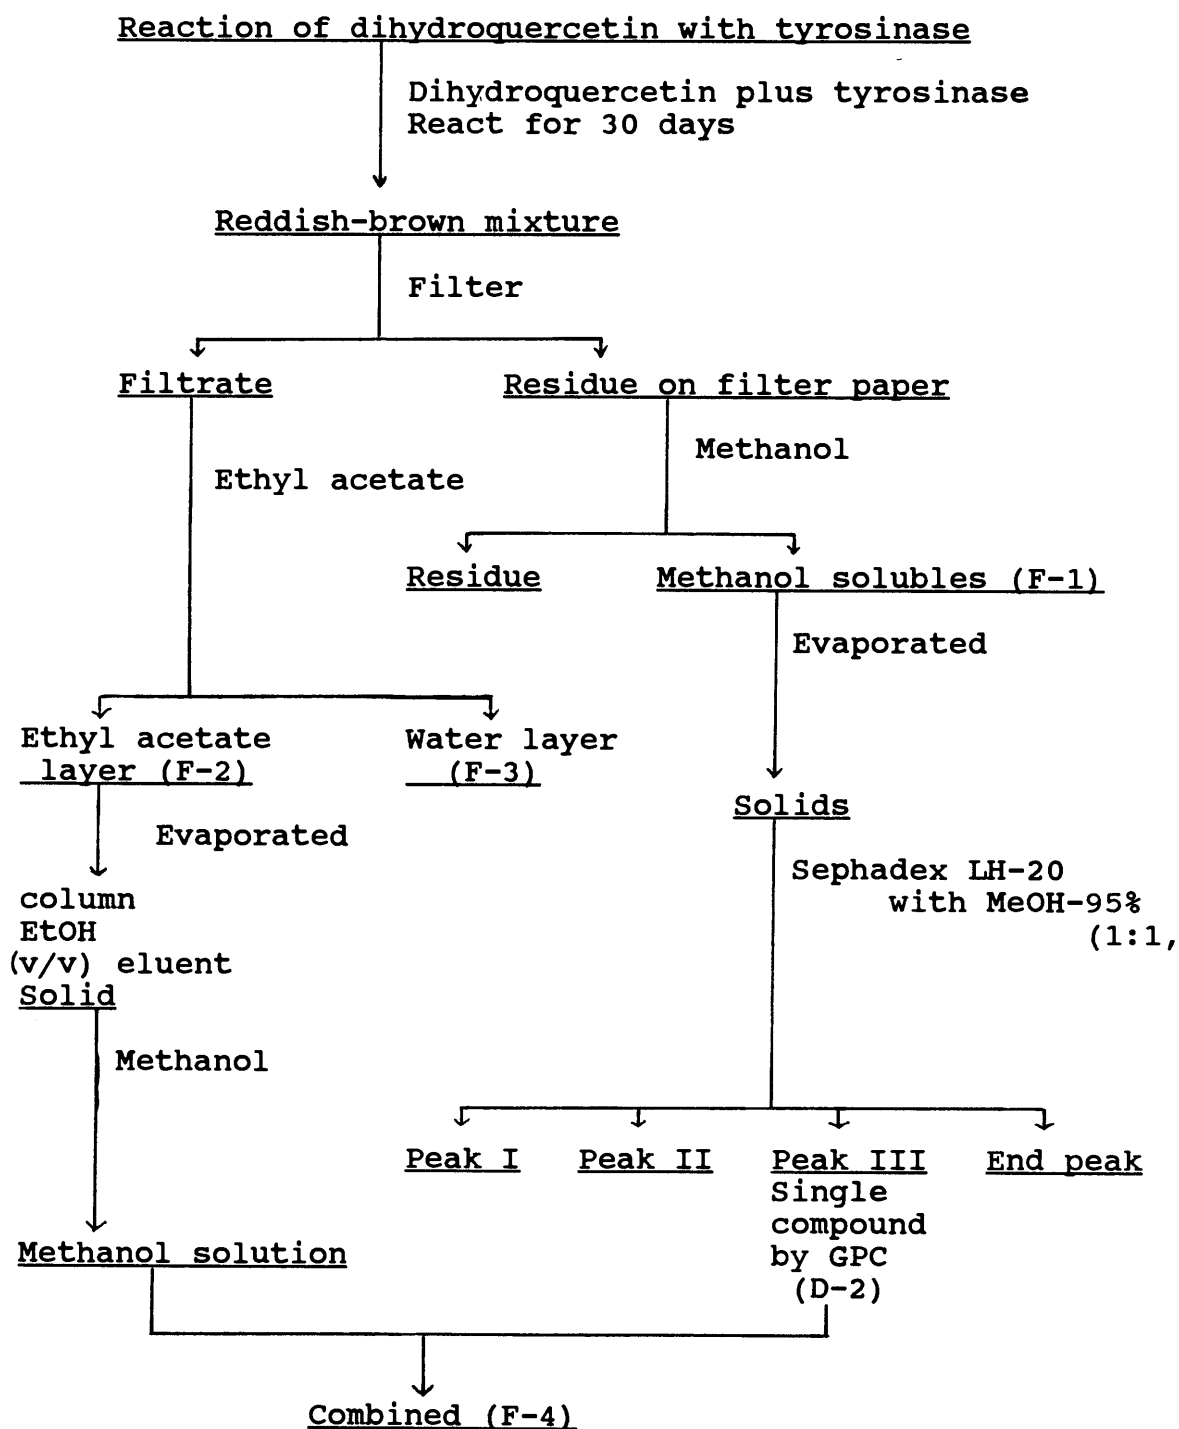 Reaction of dihydroquercetin with tyrosinase
Dihydroquercetin plus tyrosinase
React for 30 days
Reddish-brown mixture
Filter
Filtrate
Residue on filter paper
Methanol
Ethyl acetate
Residue
Methanol solubles (F-1)
Evaporated
Ethyl acetate
layer (F-2)
Water layer
(F-3)
Solids
Evaporated
Sephadex LH-20
with MeOH-95%
(1:1,
column
EtOH
(v/v) eluent
Solid
Methanol
Peak I
Peak II
Peak III
End peak
Single
compound
by GPC
(D-2)
Methanol solution
Combined (F-4)